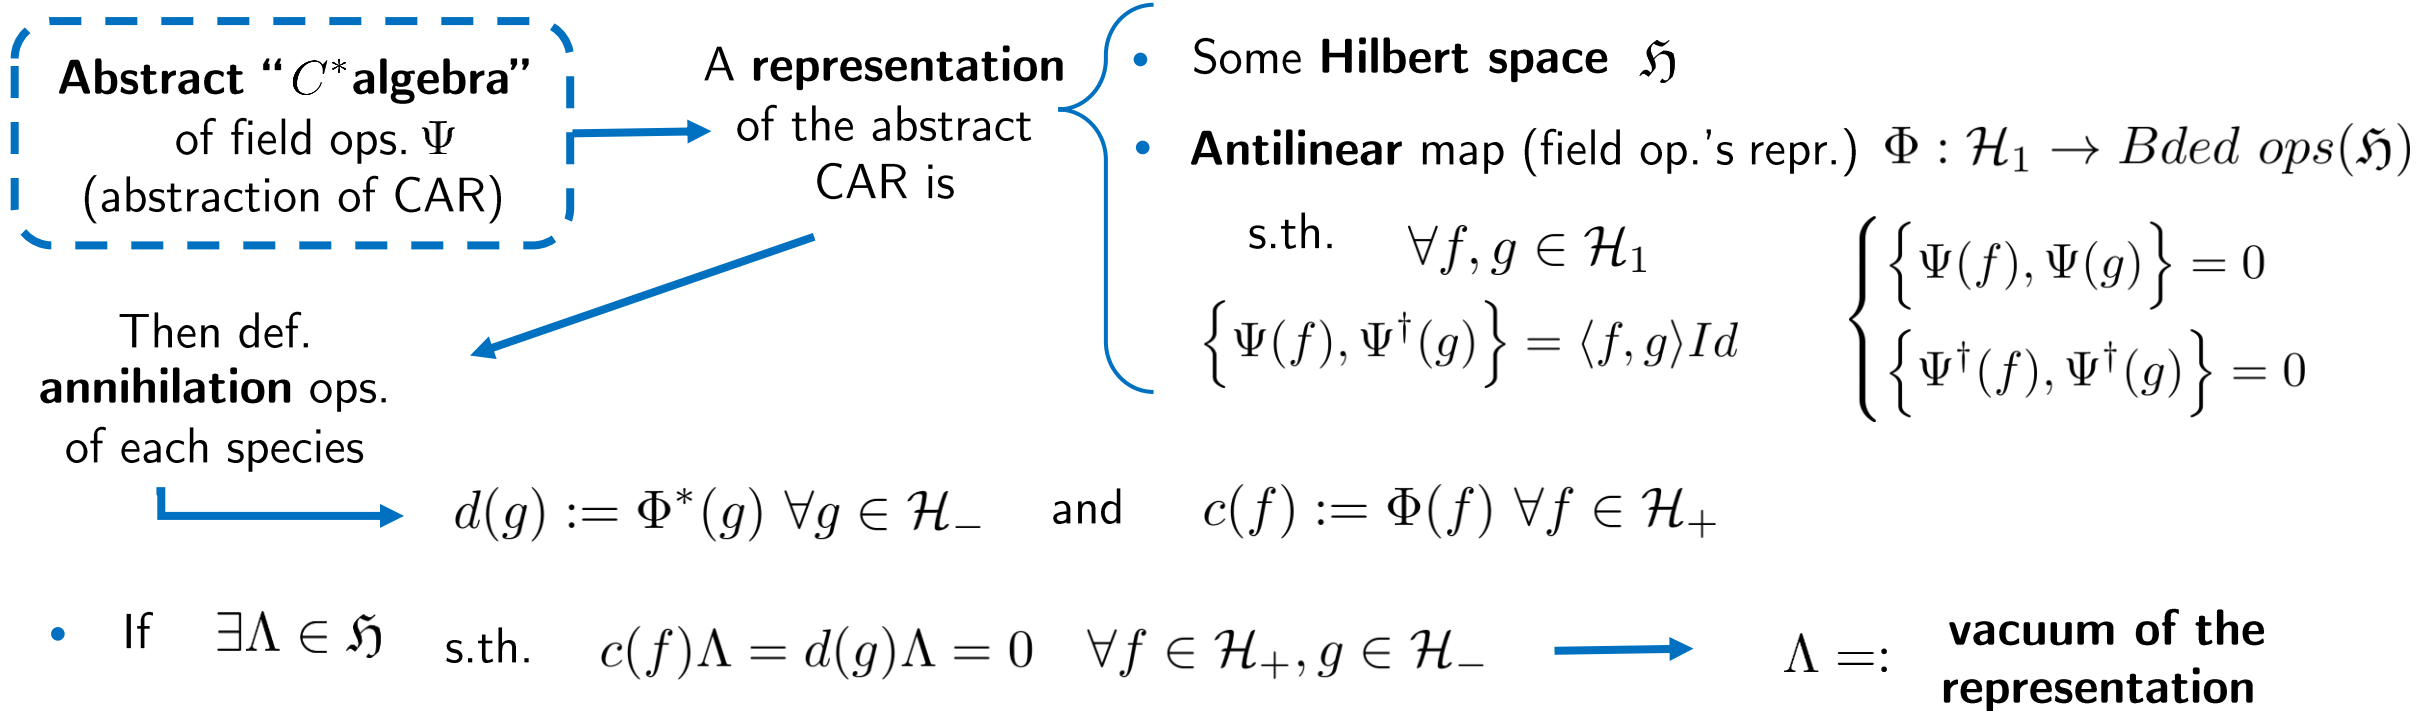 Abstract “C* algebra”
of field ops. Ψ
(abstraction of CAR)
A representation
of the abstract
CAR is
• Some Hilbert space ℌ
• Antilinear map (field op.'s repr.) Φ : ℋ₁ → Bded ops(ℌ)
s.th. ∀f, g ∈ ℋ₁
{Ψ(f), Ψ†(g)} = ⟨f, g⟩Id
{Ψ(f), Ψ(g)} = 0
{Ψ†(f), Ψ†(g)} = 0
Then def.
annihilation ops.
of each species
d(g) := Φ*(g) ∀g ∈ ℋ₋ and c(f) := Φ(f) ∀f ∈ ℋ₊
• If ∃Λ ∈ ℌ s.th. c(f)Λ = d(g)Λ = 0 ∀f ∈ ℋ₊, g ∈ ℋ₋
Λ =: vacuum of the
representation